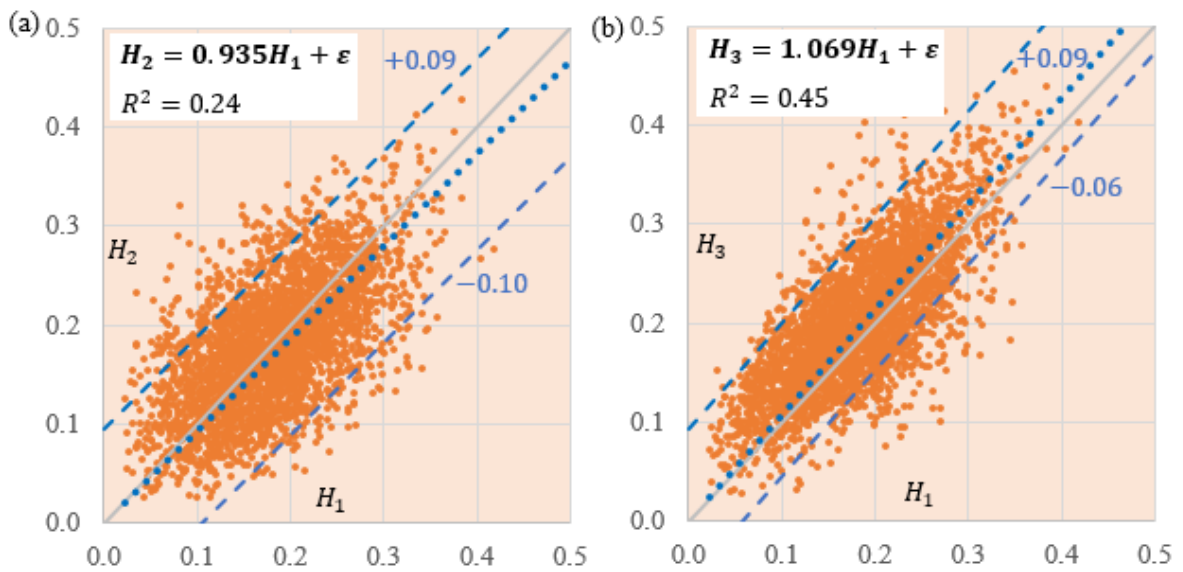 (a)
0.5
H₂ = 0.935H₁ + ε
R² = 0.24
+0.09
0.4
0.3
H₂
−0.10
0.2
0.1
H₁
0.0
0.0 0.1 0.2 0.3 0.4 0.5
(b)
0.5
H₃ = 1.069H₁ + ε
R² = 0.45
+0.09
0.4
−0.06
0.3
H₃
0.2
0.1
H₁
0.0
0.0 0.1 0.2 0.3 0.4 0.5